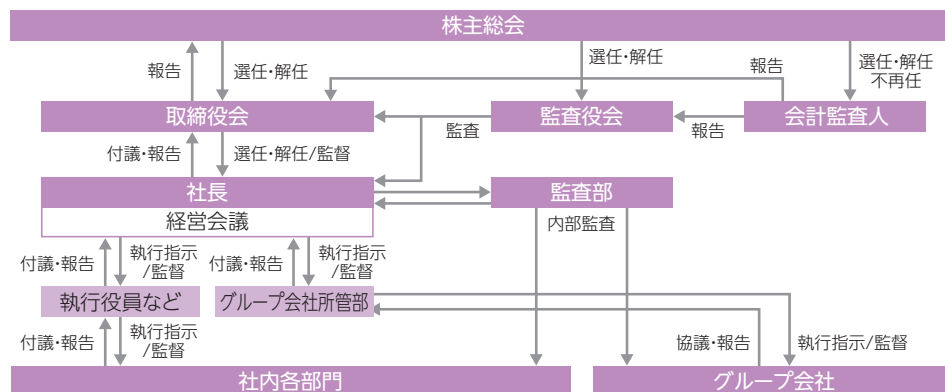 株主総会
報告
選任・解任
選任・解任
報告
選任・解任
不再任
取締役会
監査役会
会計監査人
監査
報告
付議・報告
選任・解任/監督
社長
経営会議
監査部
内部監査
付議・報告
執行指示
/監督
付議・報告
執行指示
/監督
執行役員など
グループ会社所管部
付議・報告
執行指示
/監督
協議・報告
執行指示/監督
社内各部門
グループ会社